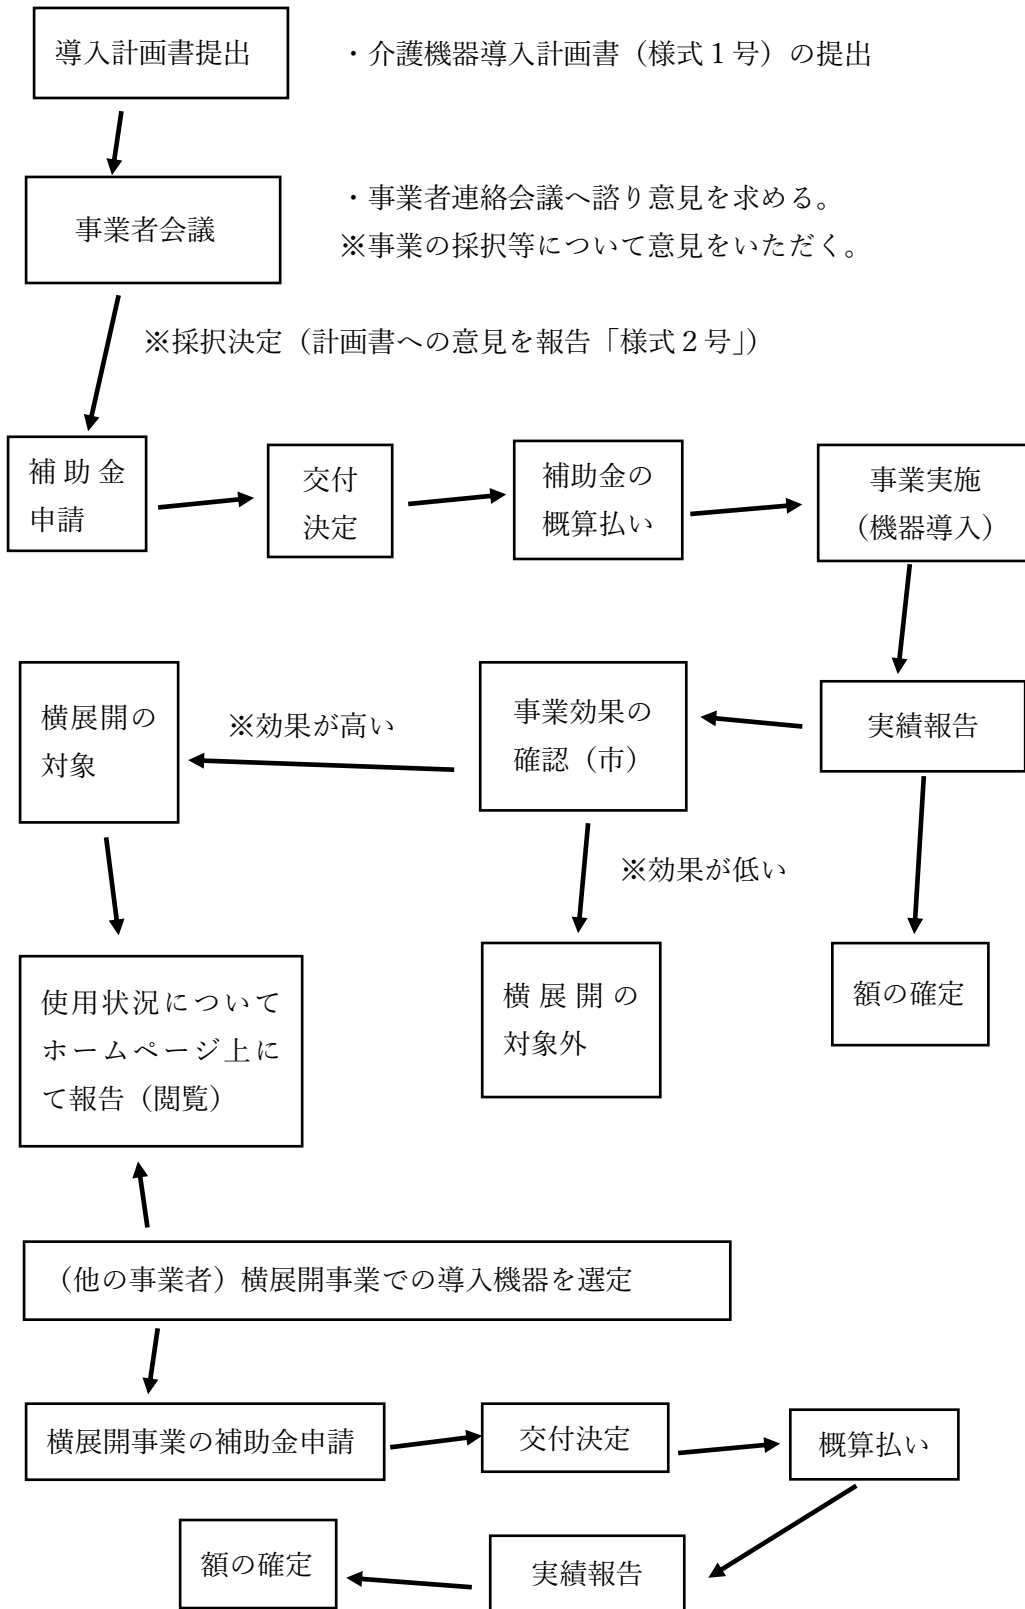 導入計画書提出
・介護機器導入計画書（様式１号）の提出
事業者会議
・事業者連絡会議へ諮り意見を求める。
※事業の採択等について意見をいただく。
※採択決定（計画書への意見を報告「様式２号」）
補助金
申請
交付
決定
補助金の
概算払い
事業実施
（機器導入）
横展開の
対象
※効果が高い
事業効果の
確認（市）
実績報告
※効果が低い
使用状況について
ホームページ上に
て報告（閲覧）
横展開の
対象外
額の確定
（他の事業者）横展開事業での導入機器を選定
横展開事業の補助金申請
交付決定
概算払い
額の確定
実績報告